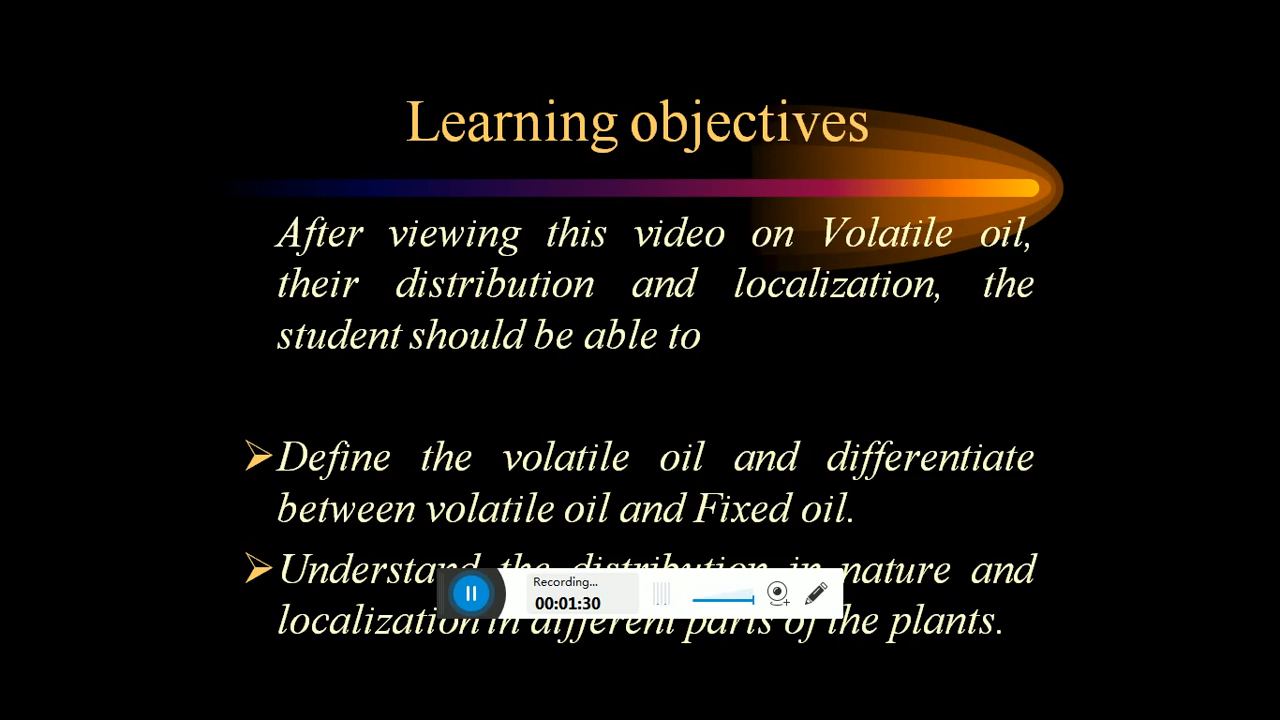 Learning objectives
After viewing this video on Volatile oil,
their distribution and localization, the
student should be able to
Define the volatile oil and differentiate
between volatile oil and Fixed oil.
Understand the distribution in nature and
localization in different parts of the plants.
Recording...
00:01:30